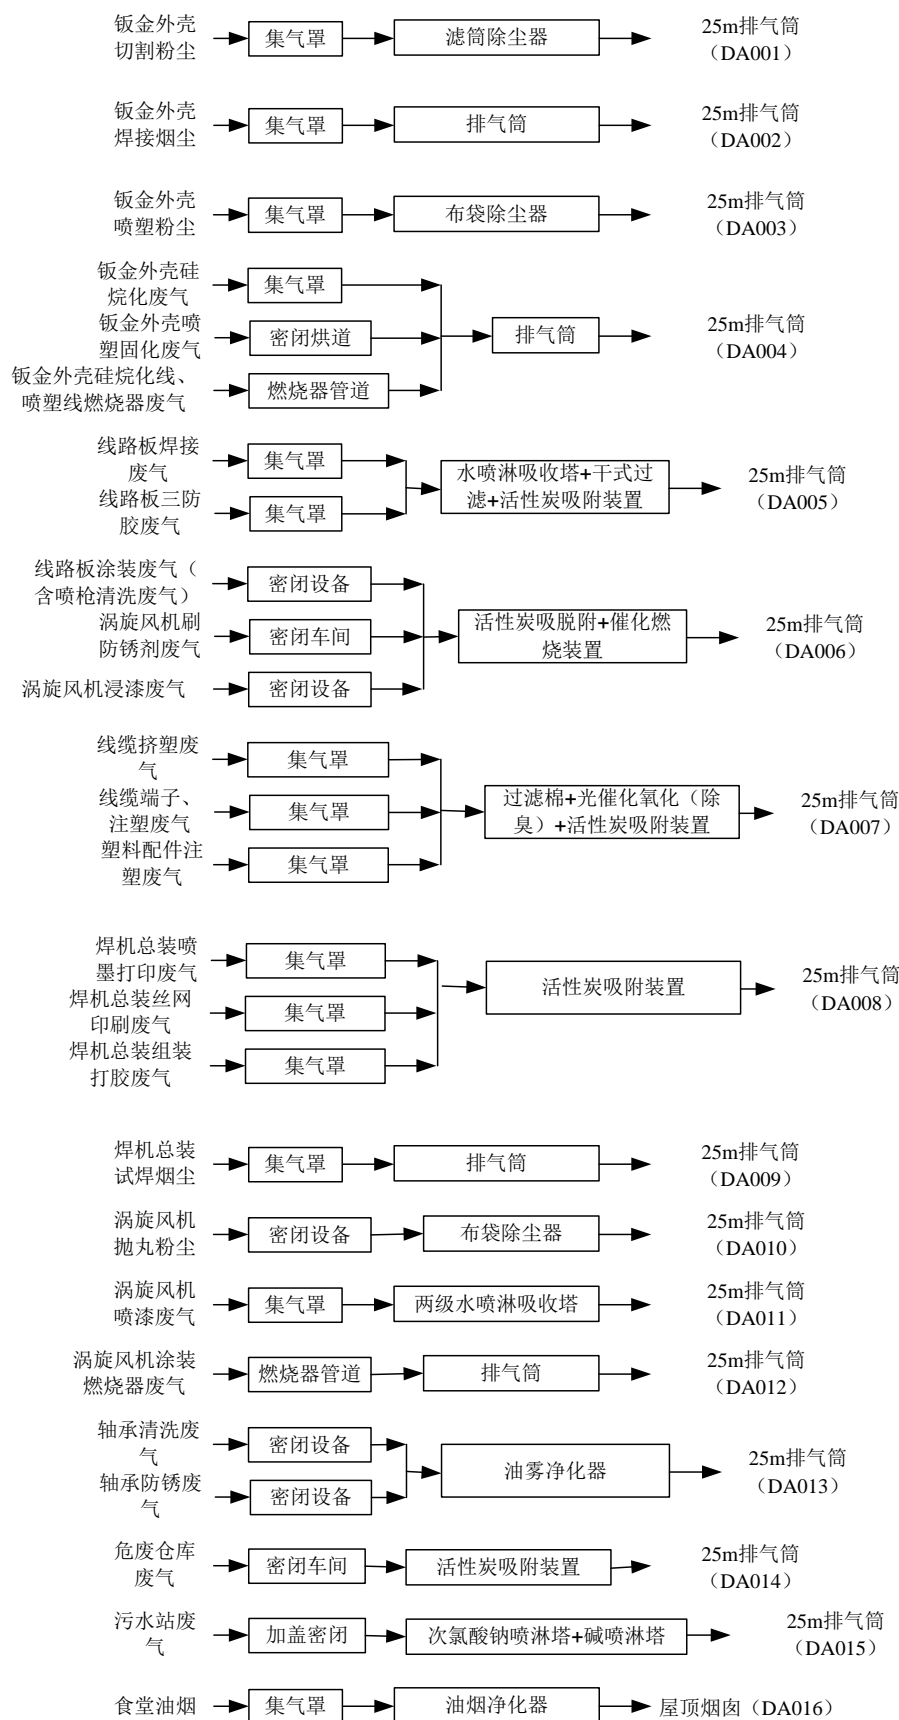 钣金外壳
切割粉尘
集气罩
滤筒除尘器
25m排气筒
（DA001）
钣金外壳
焊接烟尘
集气罩
排气筒
25m排气筒
（DA002）
钣金外壳
喷塑粉尘
集气罩
布袋除尘器
25m排气筒
（DA003）
钣金外壳硅
烷化废气
集气罩
钣金外壳喷
塑固化废气
密闭烘道
钣金外壳硅烷化线、
喷塑线燃烧器废气
燃烧器管道
排气筒
25m排气筒
（DA004）
线路板焊接
废气
集气罩
线路板三防
胶废气
集气罩
水喷淋吸收塔+干式过
滤+活性炭吸附装置
25m排气筒
（DA005）
线路板涂装废气（
含喷枪清洗废气）
密闭设备
涡旋风机刷
防锈剂废气
密闭车间
涡旋风机浸漆废气
密闭设备
活性炭吸脱附+催化燃
烧装置
25m排气筒
（DA006）
线缆挤塑废
气
集气罩
线缆端子、
注塑废气
集气罩
塑料配件注
塑废气
集气罩
过滤棉+光催化氧化（除
臭）+活性炭吸附装置
25m排气筒
（DA007）
焊机总装喷
墨打印废气
集气罩
焊机总装丝网
印刷废气
集气罩
焊机总装组装
打胶废气
集气罩
活性炭吸附装置
25m排气筒
（DA008）
焊机总装
试焊烟尘
集气罩
排气筒
25m排气筒
（DA009）
涡旋风机
抛丸粉尘
密闭设备
布袋除尘器
25m排气筒
（DA010）
涡旋风机
喷漆废气
集气罩
两级水喷淋吸收塔
25m排气筒
（DA011）
涡旋风机涂装
燃烧器废气
燃烧器管道
排气筒
25m排气筒
（DA012）
轴承清洗废
气
密闭设备
轴承防锈废
气
密闭设备
油雾净化器
25m排气筒
（DA013）
危废仓库
废气
密闭车间
活性炭吸附装置
25m排气筒
（DA014）
污水站废
气
加盖密闭
次氯酸钠喷淋塔+碱喷淋塔
25m排气筒
（DA015）
食堂油烟
集气罩
油烟净化器
屋顶烟囱（DA016）